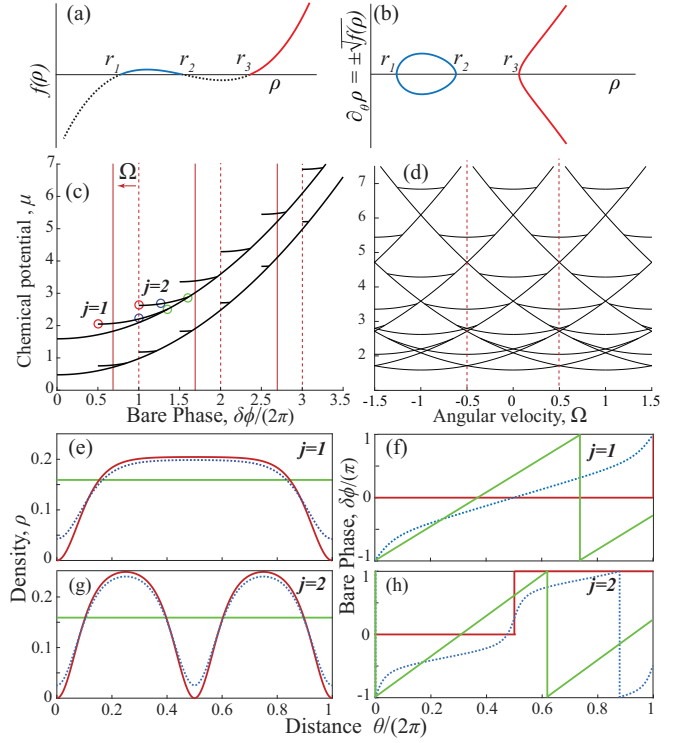 (a)
f(ρ)
r1 r2 r3
ρ
(b)
∂θρ = ±√f(ρ)
r1 r2 r3
ρ
(c)
Ω
Chemical potential , μ
7
6
5
4
3
2
1
0
j=1
j=2
0 0.5 1 1.5 2 2.5 3 3.5
Bare Phase, δϕ/(2π)
(d)
7
6
5
4
3
2
-1.5 -1 -0.5 0 0.5 1 1.5
Angular velocity, Ω
(e)
j=1
0.2
0.1
0
(f)
j=1
1
0
-1
Density, ρ
Bare Phase, δϕ/(π)
(g)
j=2
0.2
0.1
0
0 0.2 0.4 0.6 0.8 1
(h)
j=2
1
0
-1
0 0.2 0.4 0.6 0.8 1
Distance θ/(2π)